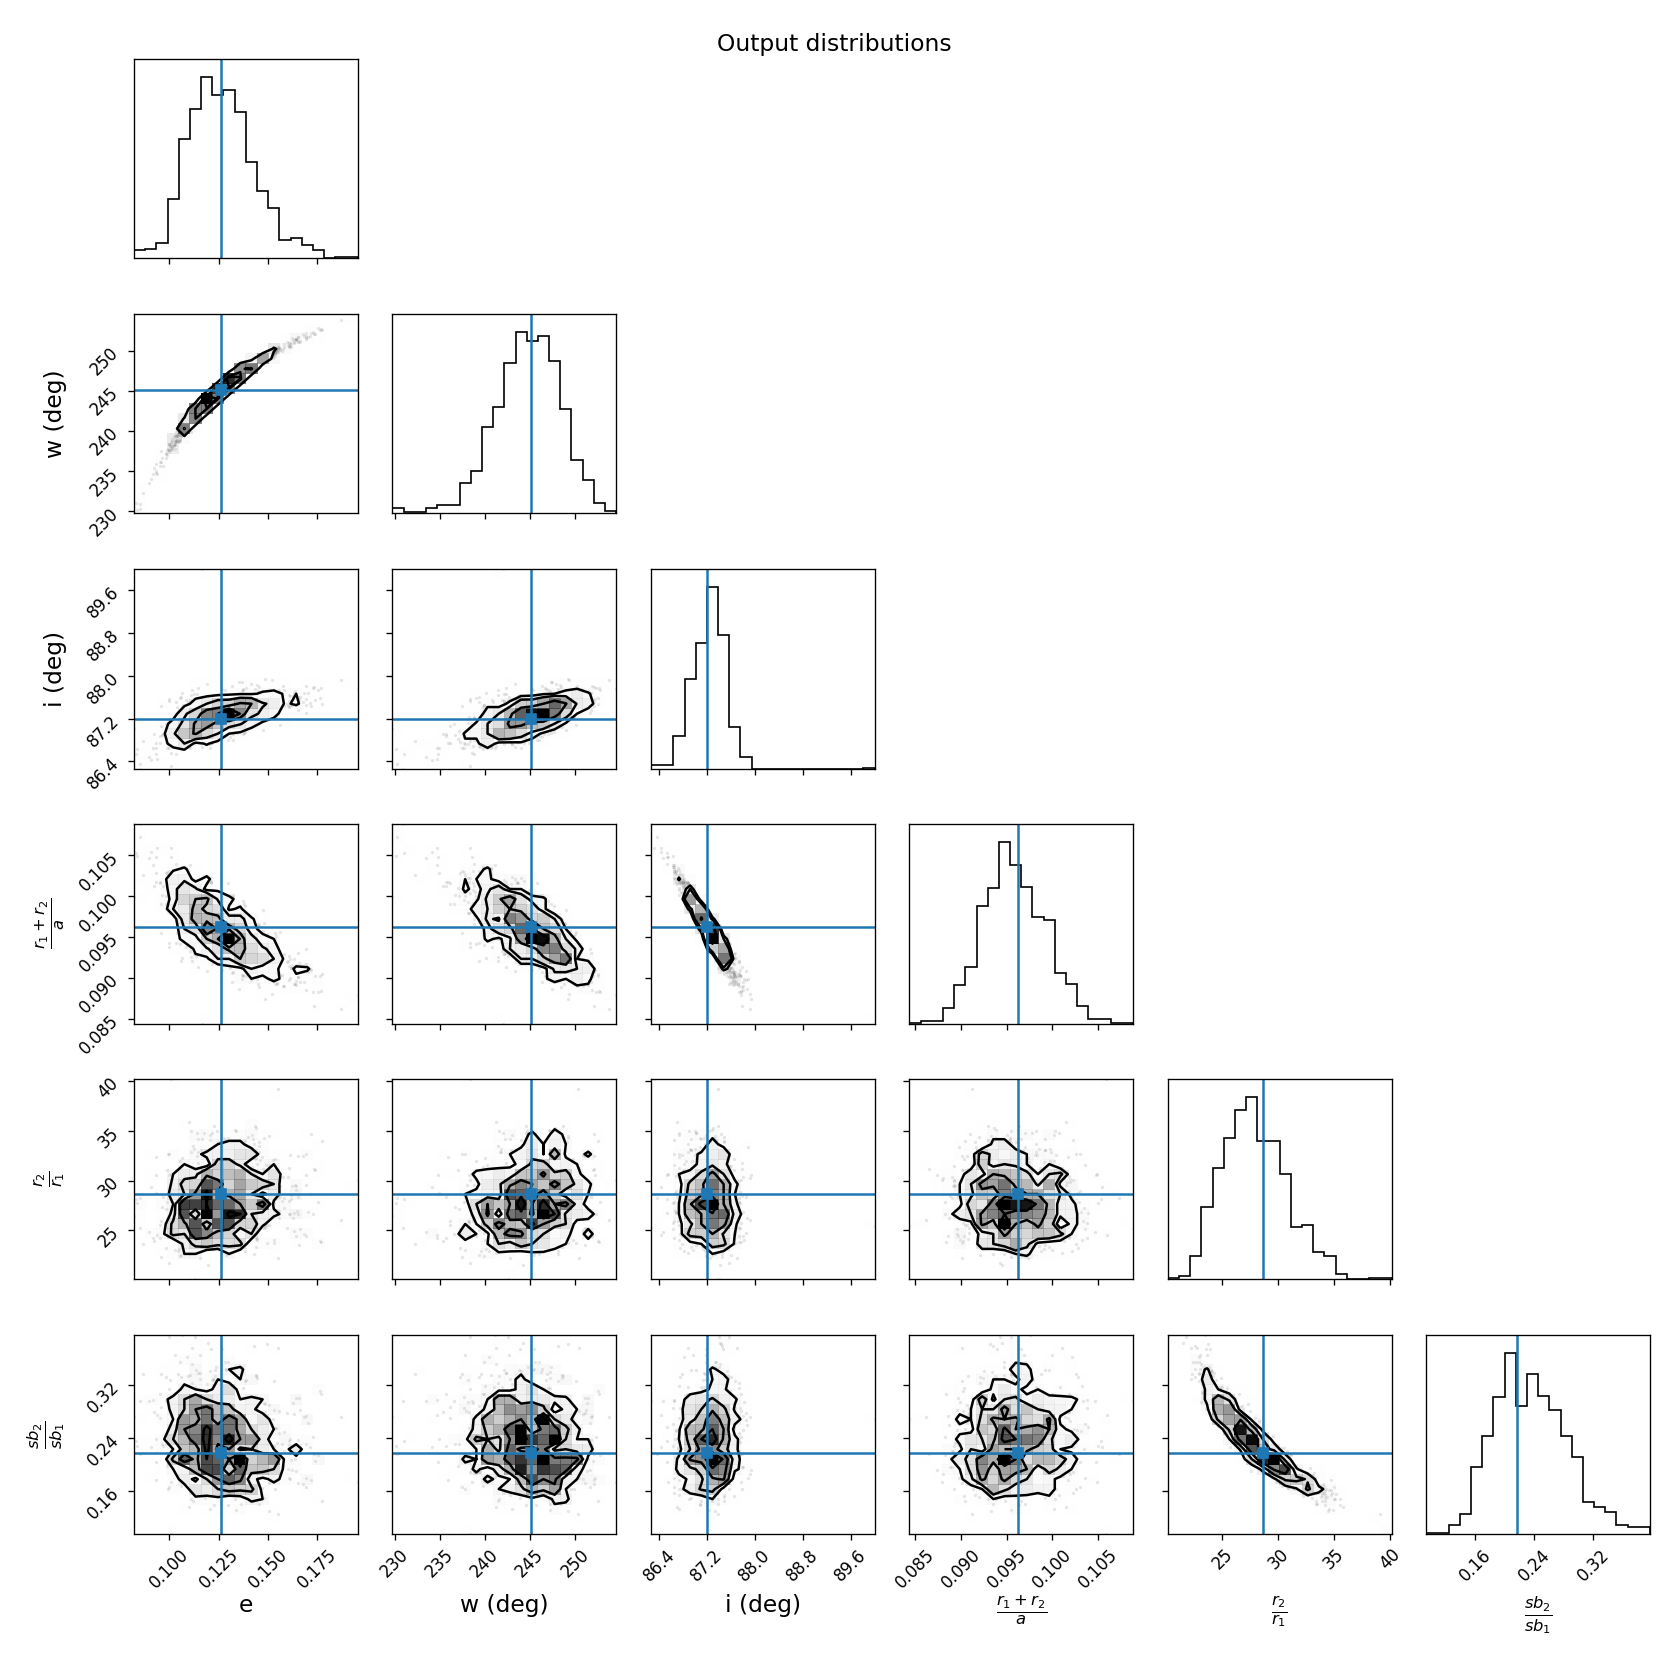 Output distributions
w (deg)
250
245
240
235
230
i (deg)
89.6
88.8
88.0
87.2
86.4
r₁ + r₂
a
0.105
0.100
0.095
0.090
0.085
r₂
r₁
40
35
30
25
sb₂
sb₁
0.32
0.24
0.16
0.100 0.125 0.150 0.175
230 235 240 245 250
86.4 87.2 88.0 88.8 89.6
0.085 0.090 0.095 0.100 0.105
25 30 35 40
0.16 0.24 0.32
e
w (deg)
i (deg)
r₁ + r₂
a
r₂
r₁
sb₂
sb₁